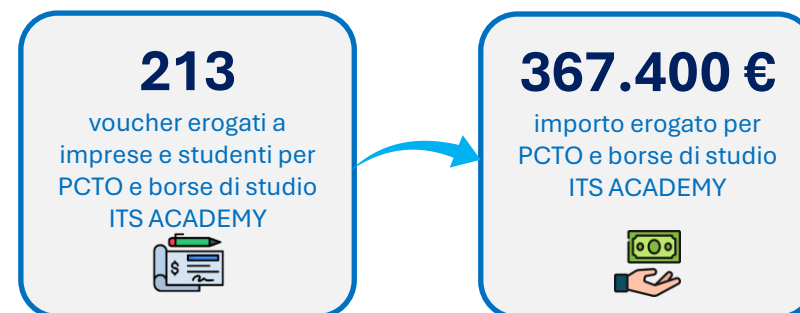 213
voucher erogati a
imprese e studenti per
PCTO e borse di studio
ITS ACADEMY
$
367.400 €
importo erogato per
PCTO e borse di studio
ITS ACADEMY